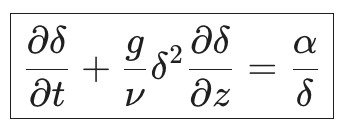 ∂δ/∂t + g/ν δ² ∂δ/∂z = α/δ